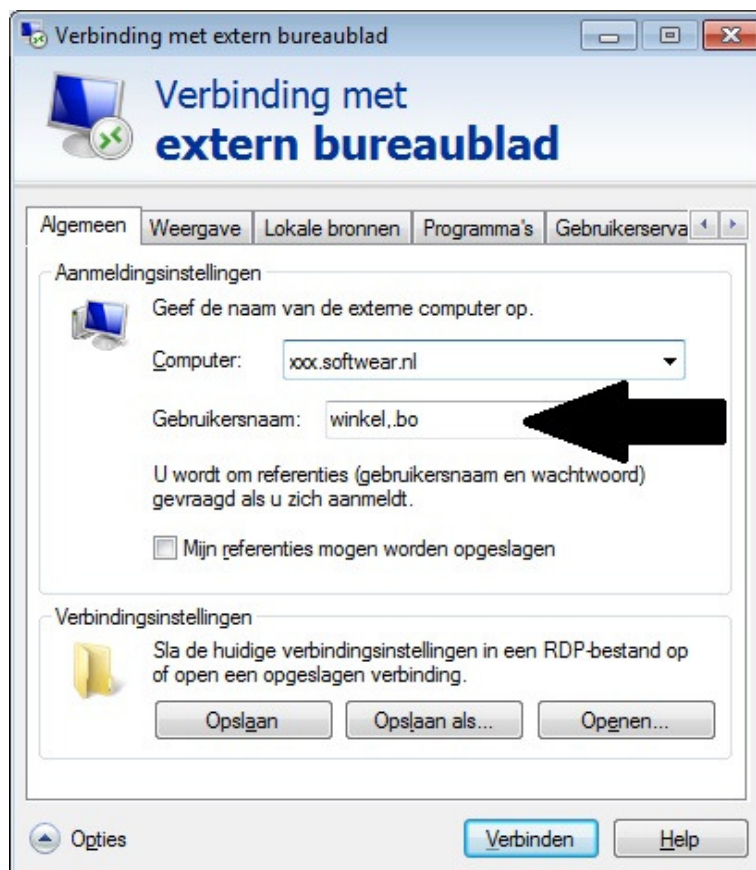 Verbinding met extern bureaublad
Verbinding met
extern bureaublad
Algemeen Weergave Lokale bronnen Programma's Gebruikerserva
Aanmeldingsinstellingen
Geef de naam van de externe computer op.
Computer: xxx.softwear.nl
Gebruikersnaam: winkel,.bo
U wordt om referenties (gebruikersnaam en wachtwoord)
gevraagd als u zich aanmeldt.
Mijn referenties mogen worden opgeslagen
Verbindingsinstellingen
Sla de huidige verbindingsinstellingen in een RDP-bestand op
of open een opgeslagen verbinding.
Opslaan Opslaan als... Openen...
Opties Verbinden Help